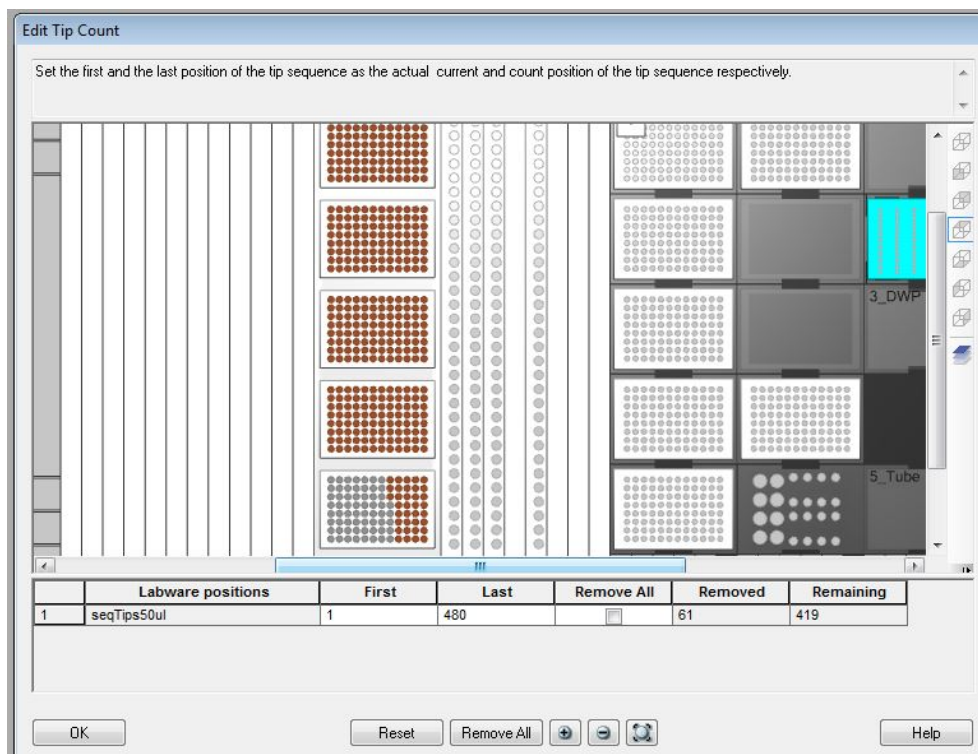 Edit Tip Count
Set the first and the last position of the tip sequence as the actual current and count position of the tip sequence respectively.
3_DWP
5_Tube
Labware positions First Last Remove All Removed Remaining
1 seqTips50ul 1 480 61 419
OK Reset Remove All Help